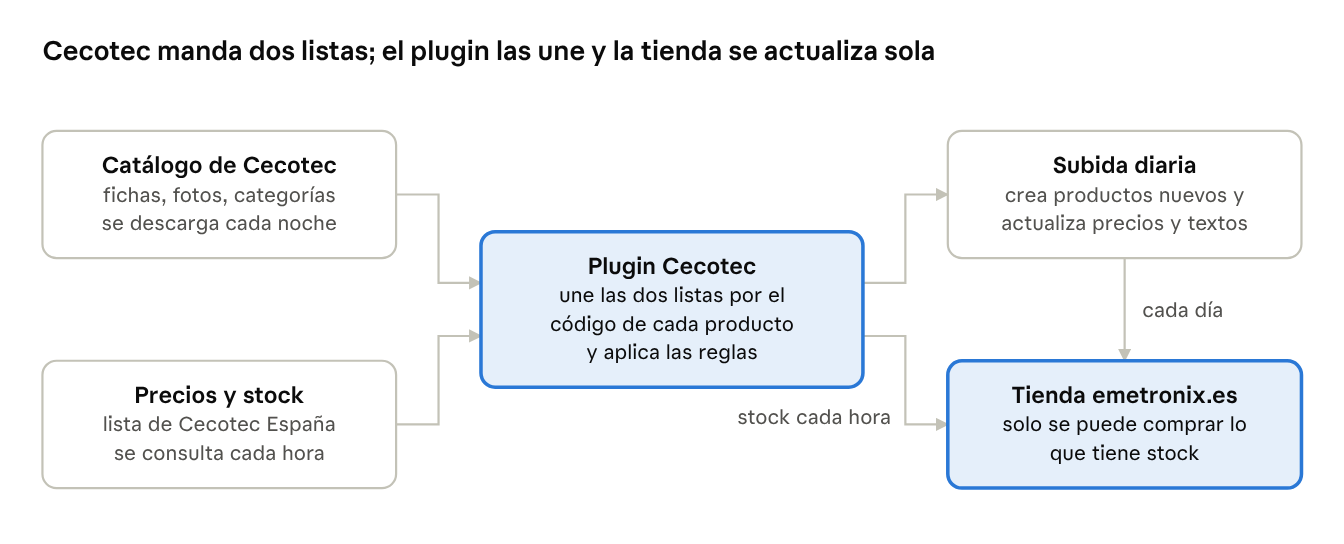 Cecotec manda dos listas; el plugin las une y la tienda se actualiza sola
Catálogo de Cecotec
fichas, fotos, categorías
se descarga cada noche
Precios y stock
lista de Cecotec España
se consulta cada hora
Plugin Cecotec
une las dos listas por el
código de cada producto
y aplica las reglas
Subida diaria
crea productos nuevos y
actualiza precios y textos
cada día
stock cada hora
Tienda emetronix.es
solo se puede comprar lo
que tiene stock